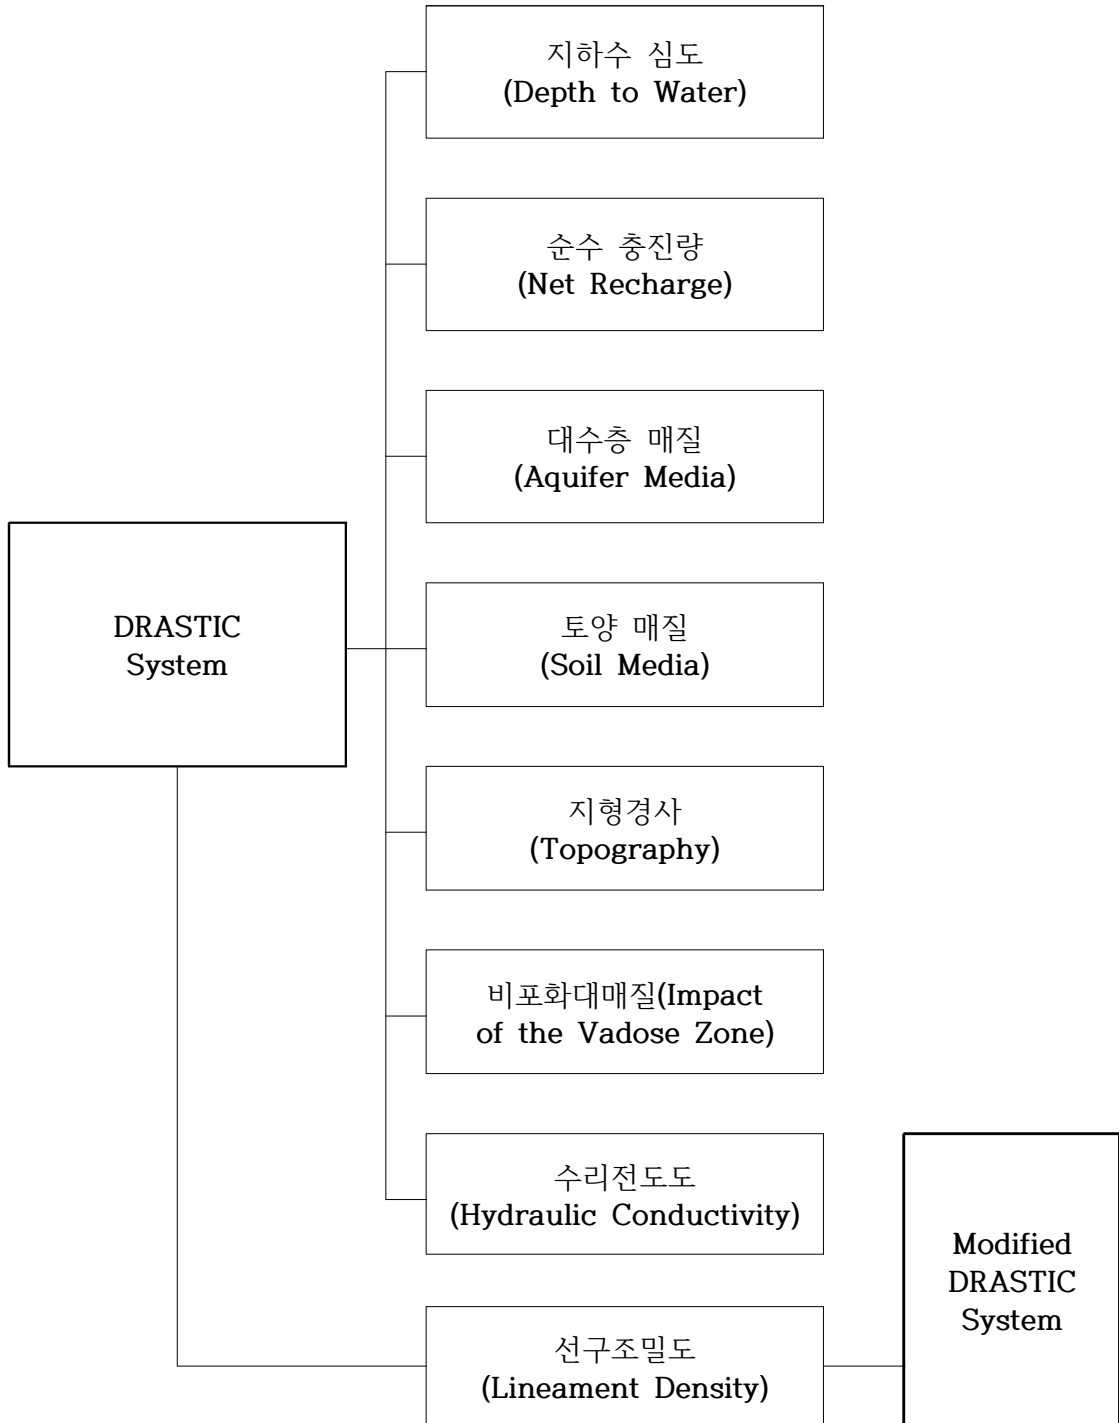 지하수 심도
(Depth to Water)
순수 충진량
(Net Recharge)
대수층 매질
(Aquifer Media)
DRASTIC
System
토양 매질
(Soil Media)
지형경사
(Topography)
비포화대매질(Impact
of the Vadose Zone)
수리전도도
(Hydraulic Conductivity)
Modified
DRASTIC
System
선구조밀도
(Lineament Density)